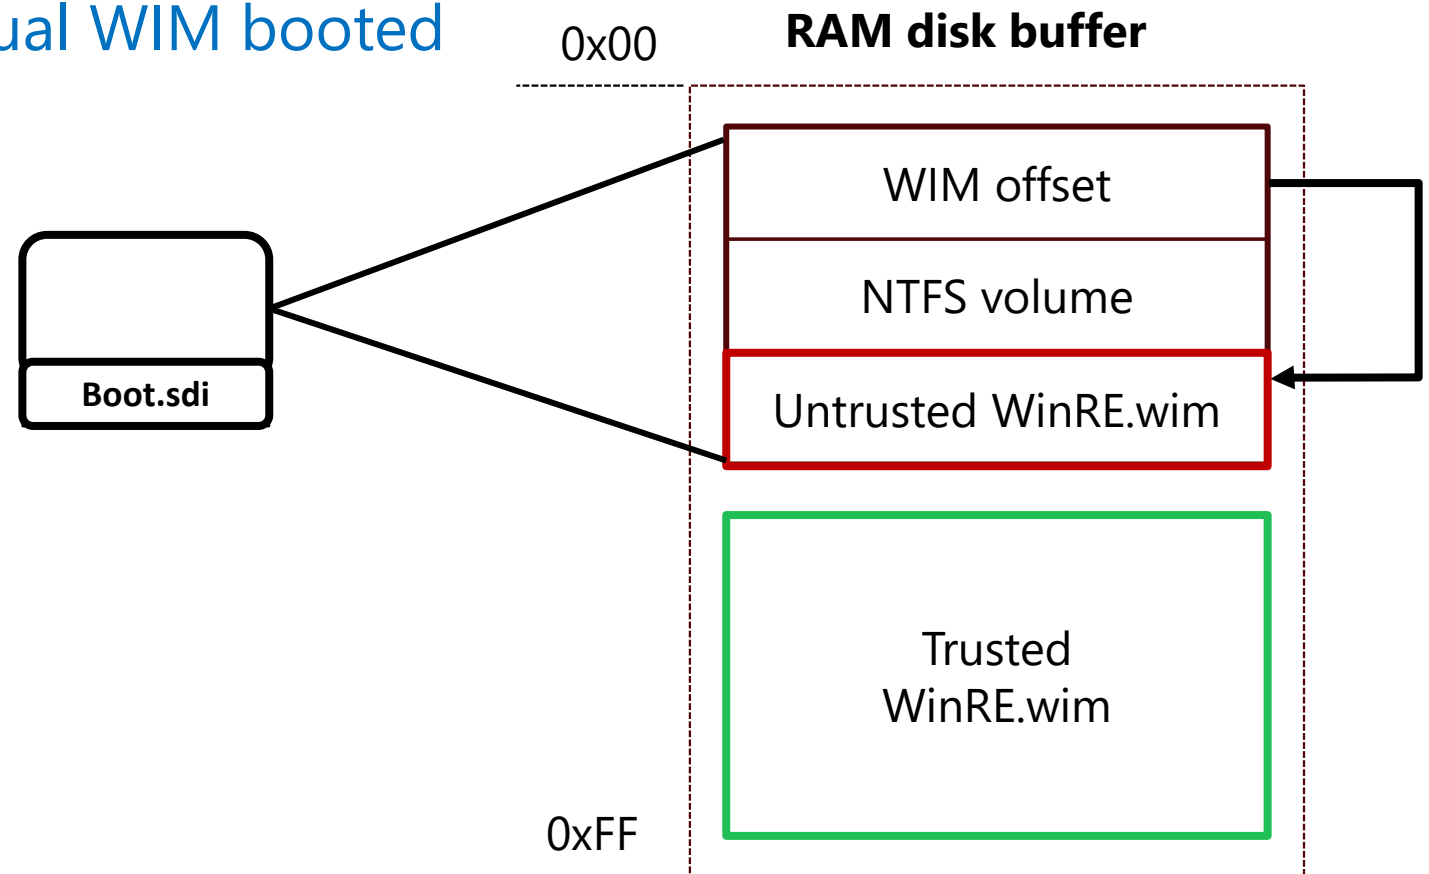 ual WIM booted
0x00
RAM disk buffer
WIM offset
NTFS volume
Boot.sdi
Untrusted WinRE.wim
Trusted
WinRE.wim
0xFF